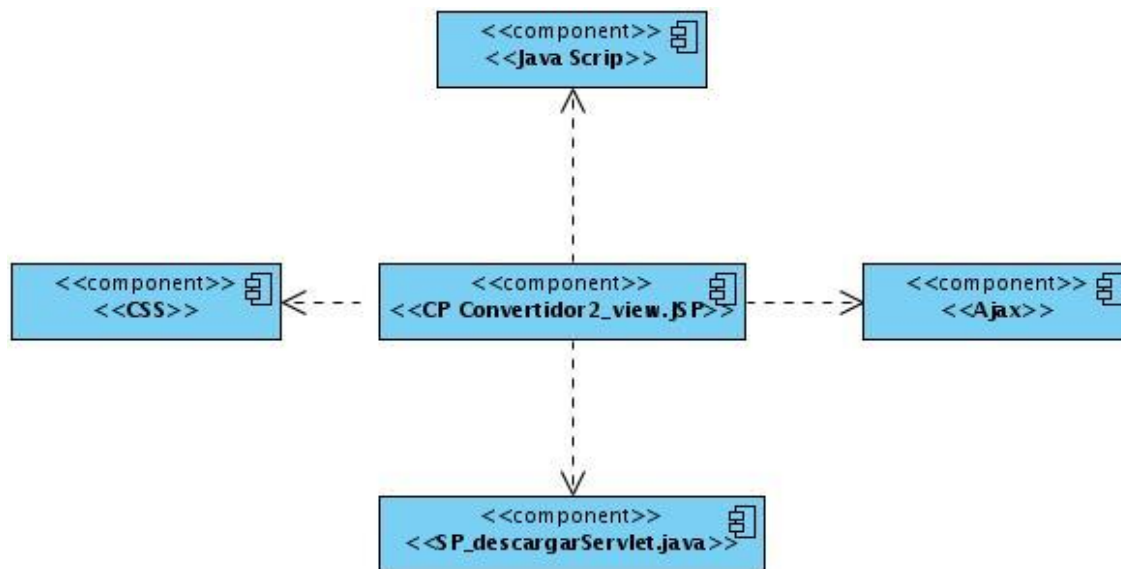 <<component>>
<<Java Scrip>>
<<component>>
<<CSS>>
<<component>>
<<CP Convertidor2_view.JSP>>
<<component>>
<<Ajax>>
<<component>>
<<SP_descargarServlet.java>>